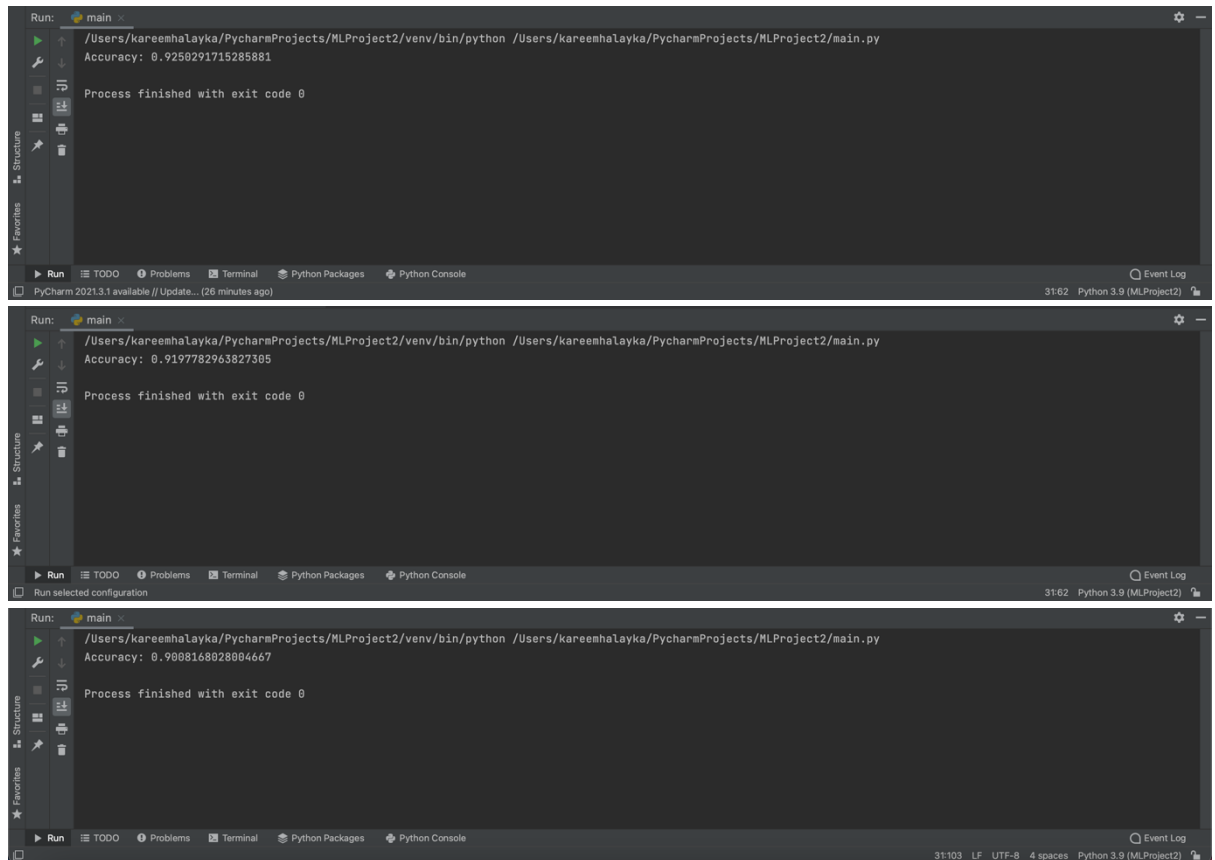 Run: main ×
/Users/kareemhalayka/PycharmProjects/MLProject2/venv/bin/python /Users/kareemhalayka/PycharmProjects/MLProject2/main.py
Accuracy: 0.9250291715285881
Process finished with exit code 0
Structure
Favorites
Run TODO Problems Terminal Python Packages Python Console Event Log
PyCharm 2021.3.1 available // Update... (26 minutes ago) 31:62 Python 3.9 (MLProject2)
Run: main ×
/Users/kareemhalayka/PycharmProjects/MLProject2/venv/bin/python /Users/kareemhalayka/PycharmProjects/MLProject2/main.py
Accuracy: 0.9197782963827305
Process finished with exit code 0
Structure
Favorites
Run TODO Problems Terminal Python Packages Python Console Event Log
Run selected configuration 31:62 Python 3.9 (MLProject2)
Run: main ×
/Users/kareemhalayka/PycharmProjects/MLProject2/venv/bin/python /Users/kareemhalayka/PycharmProjects/MLProject2/main.py
Accuracy: 0.9008168028004667
Process finished with exit code 0
Structure
Favorites
Run TODO Problems Terminal Python Packages Python Console Event Log
31:103 LF UTF-8 4 spaces Python 3.9 (MLProject2)